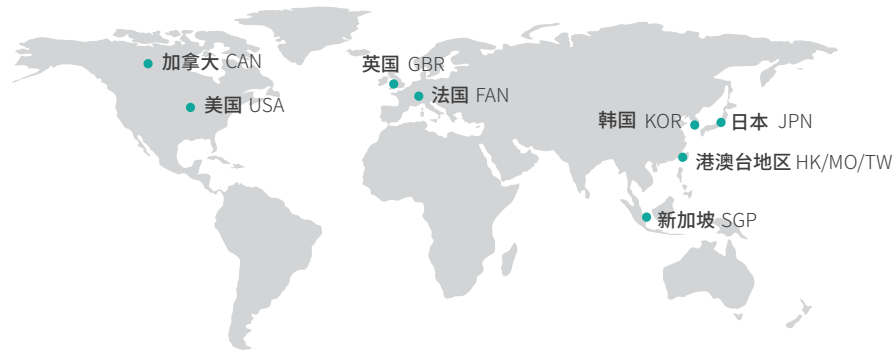 加拿大 CAN
英国 GBR
美国 USA
法国 FAN
韩国 KOR
日本 JPN
港澳台地区 HK/MO/TW
新加坡 SGP